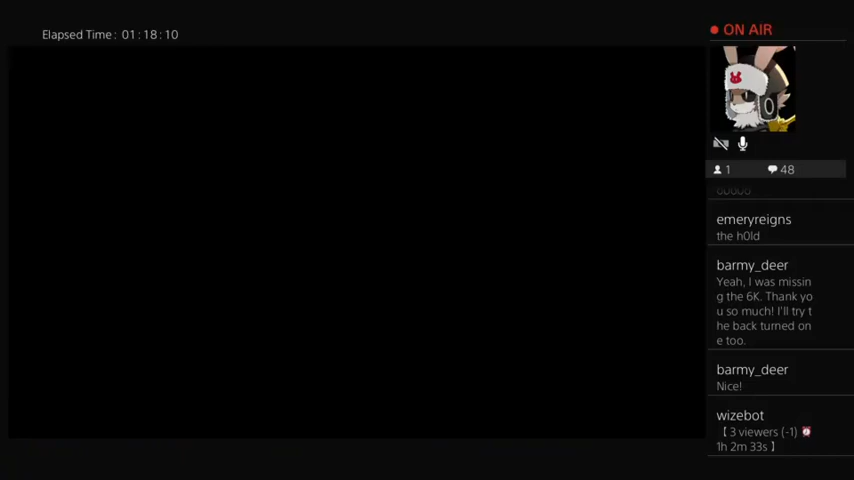 Elapsed Time: 01:18:10
ON AIR
1 48
emeryreigns
the h0ld
barmy_deer
Yeah, I was missin
g the 6K. Thank yo
u so much! I'll try t
he back turned on
e too.
barmy_deer
Nice!
wizebot
【 3 viewers (-1) ⏰
1h 2m 33s 】